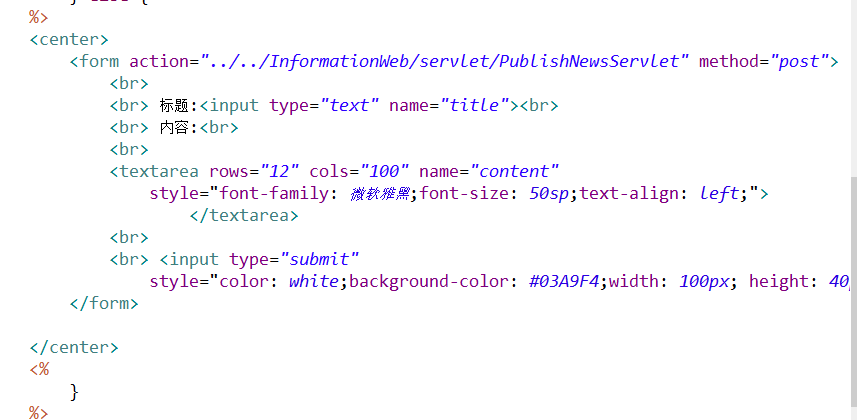 %>
<center>
    <form action="../../InformationWeb/servlet/PublishNewsServlet" method="post">
        <br>
        <br> 标题:<input type="text" name="title"><br>
        <br> 内容:<br>
        <br>
        <textarea rows="12" cols="100" name="content"
            style="font-family: 微软雅黑;font-size: 50sp;text-align: left;">
                </textarea>
        <br>
        <br> <input type="submit"
            style="color: white;background-color: #03A9F4;width: 100px; height: 40
    </form>

</center>
<%
    }
%>